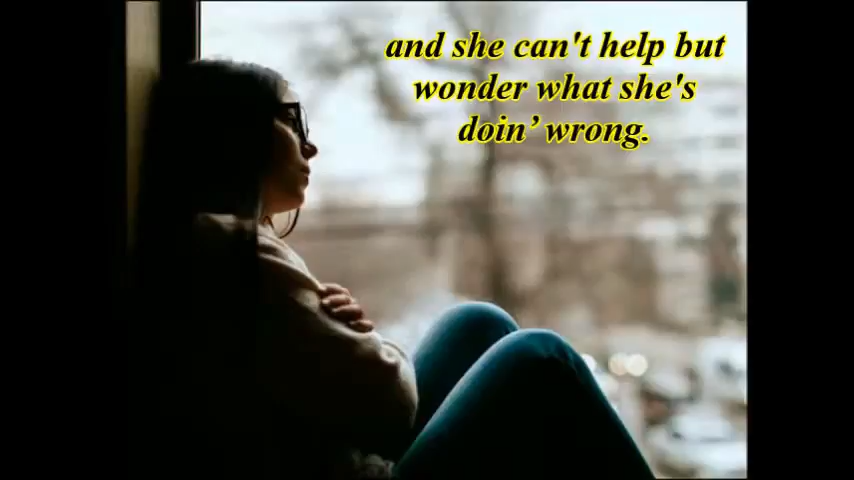 and she can't help but
wonder what she's
doin’ wrong.